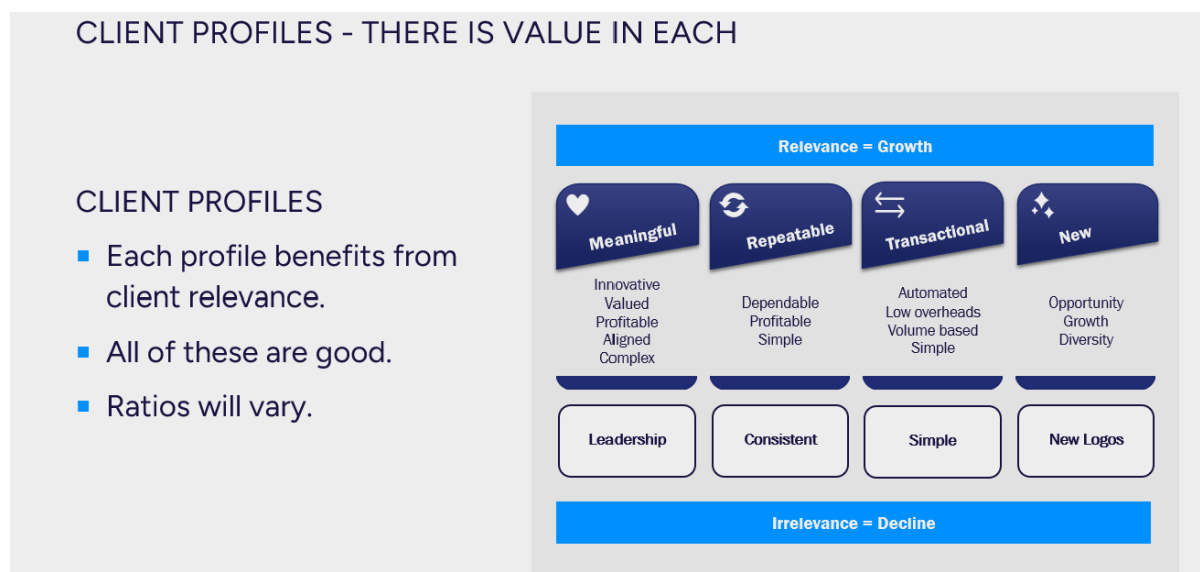 CLIENT PROFILES - THERE IS VALUE IN EACH
CLIENT PROFILES
Each profile benefits from
client relevance.
All of these are good.
Ratios will vary.
Relevance = Growth
Meaningful
Innovative
Valued
Profitable
Aligned
Complex
Leadership
Repeatable
Dependable
Profitable
Simple
Consistent
Transactional
Automated
Low overheads
Volume based
Simple
Simple
New
Opportunity
Growth
Diversity
New Logos
Irrelevance = Decline